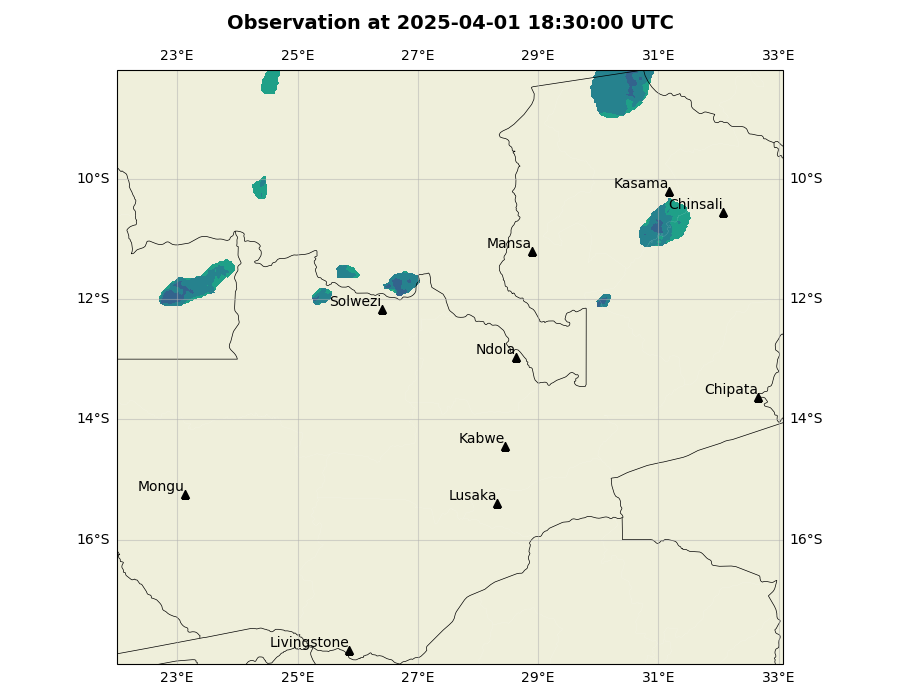 Observation at 2025-04-01 18:30:00 UTC
23°E 25°E 27°E 29°E 31°E 33°E
10°S 10°S
Kasama
Chinsali
Mansa
12°S 12°S
Solwezi
Ndola
Chipata
14°S 14°S
Kabwe
Mongu
Lusaka
16°S 16°S
Livingstone
23°E 25°E 27°E 29°E 31°E 33°E